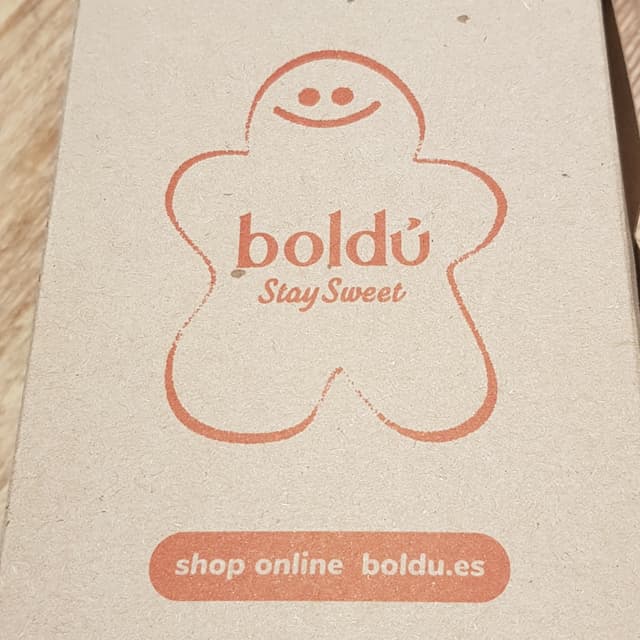 boldú
Stay Sweet
shop online boldu.es